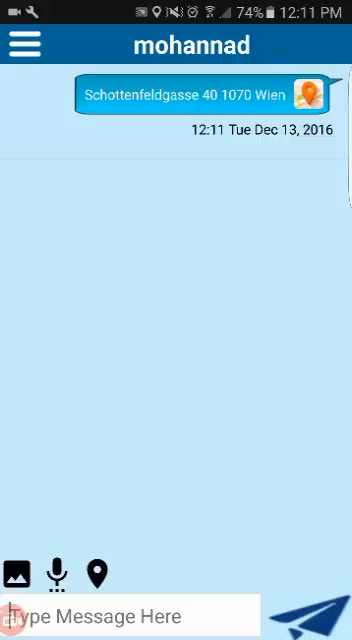 74% 12:11 PM
mohannad
Schottenfeldgasse 40 1070 Wien
12:11 Tue Dec 13, 2016
Type Message Here